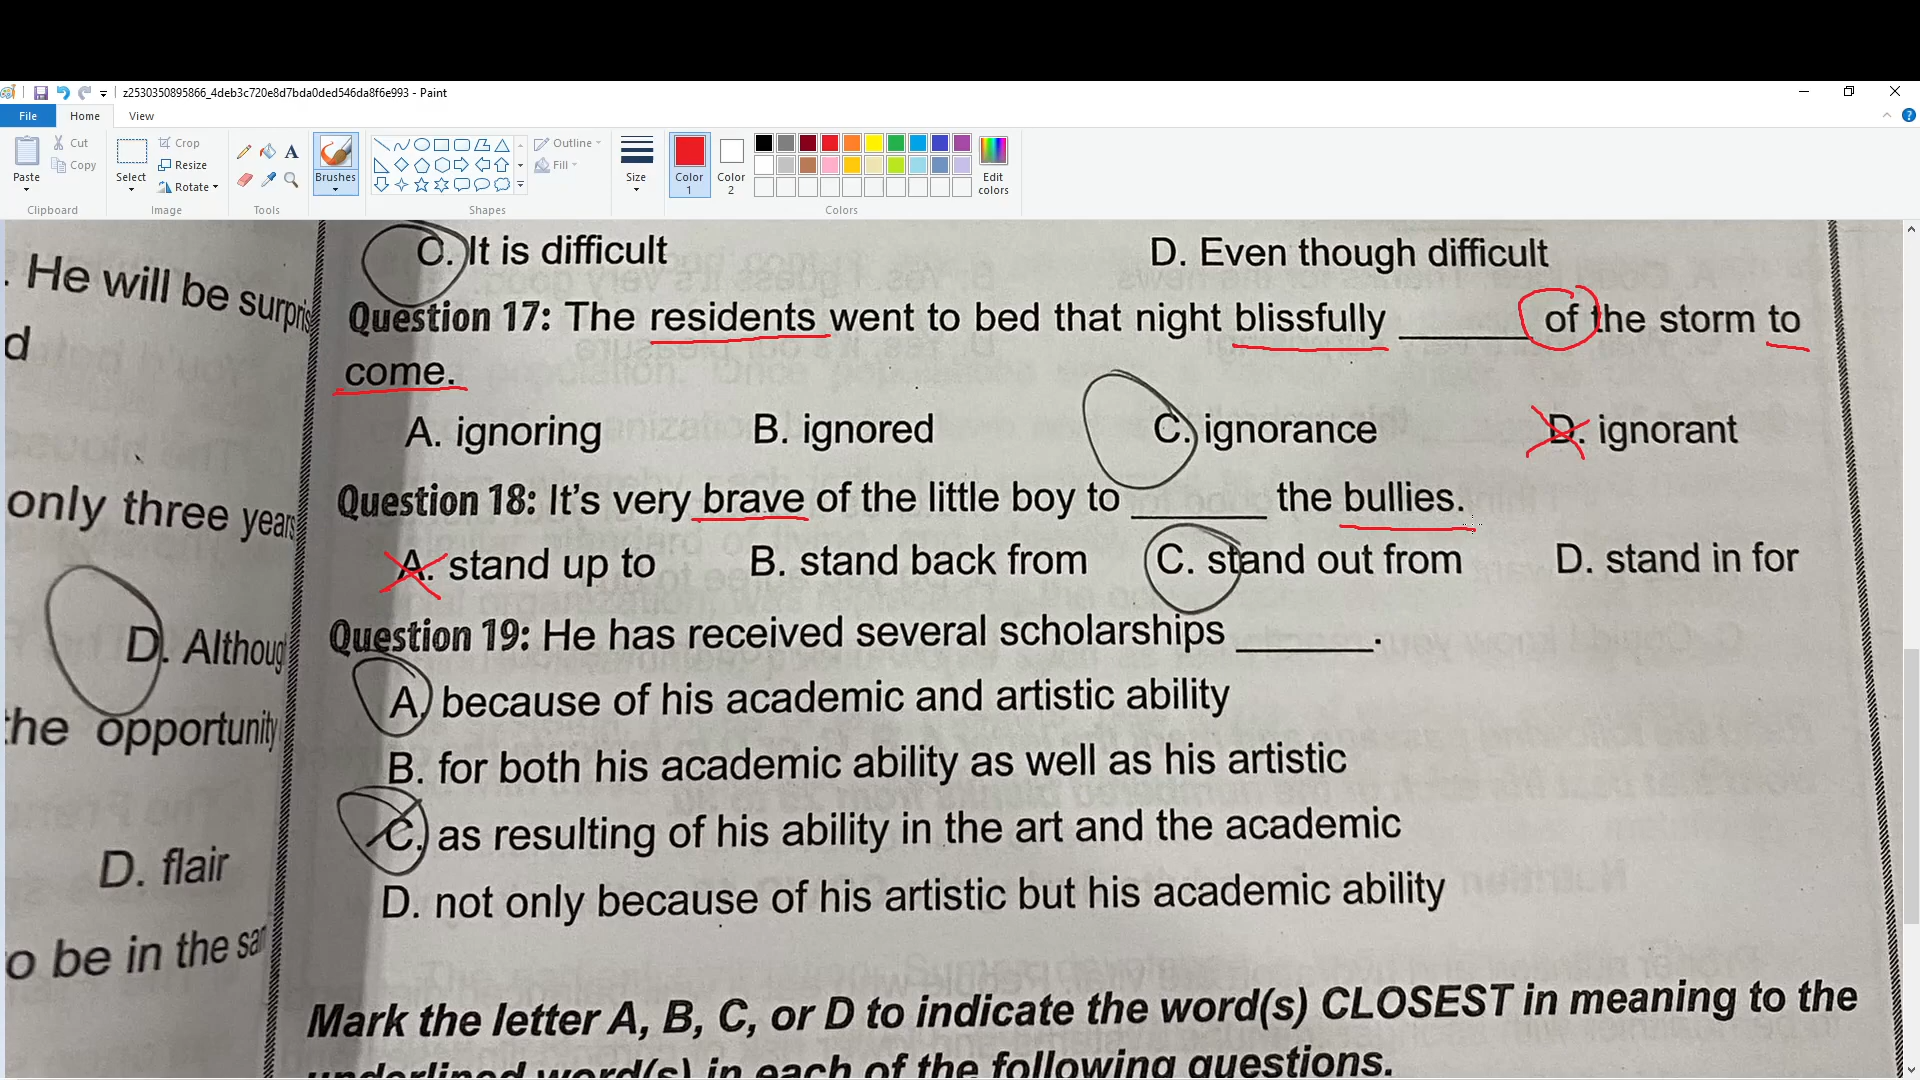 z2530350895866_4deb3c720e8d7bda0ded546da8f6e993 - Paint
File Home View
Paste
Cut
Copy
Clipboard
Select
Crop
Resize
Rotate
Image
A
Tools
Brushes
Shapes
Outline
Fill
Size
Color 1
Color 2
Edit colors
Colors
. He will be surpris
d
only three years
D. Althoug
the opportunity
D. flair
o be in the sam
C. It is difficult D. Even though difficult
Question 17: The residents went to bed that night blissfully ______ of the storm to
come.
A. ignoring B. ignored C. ignorance D. ignorant
Question 18: It's very brave of the little boy to ______ the bullies.
A. stand up to B. stand back from C. stand out from D. stand in for
Question 19: He has received several scholarships ______.
A. because of his academic and artistic ability
B. for both his academic ability as well as his artistic
C. as resulting of his ability in the art and the academic
D. not only because of his artistic but his academic ability
Mark the letter A, B, C, or D to indicate the word(s) CLOSEST in meaning to the
underlined word(s) in each of the following questions.